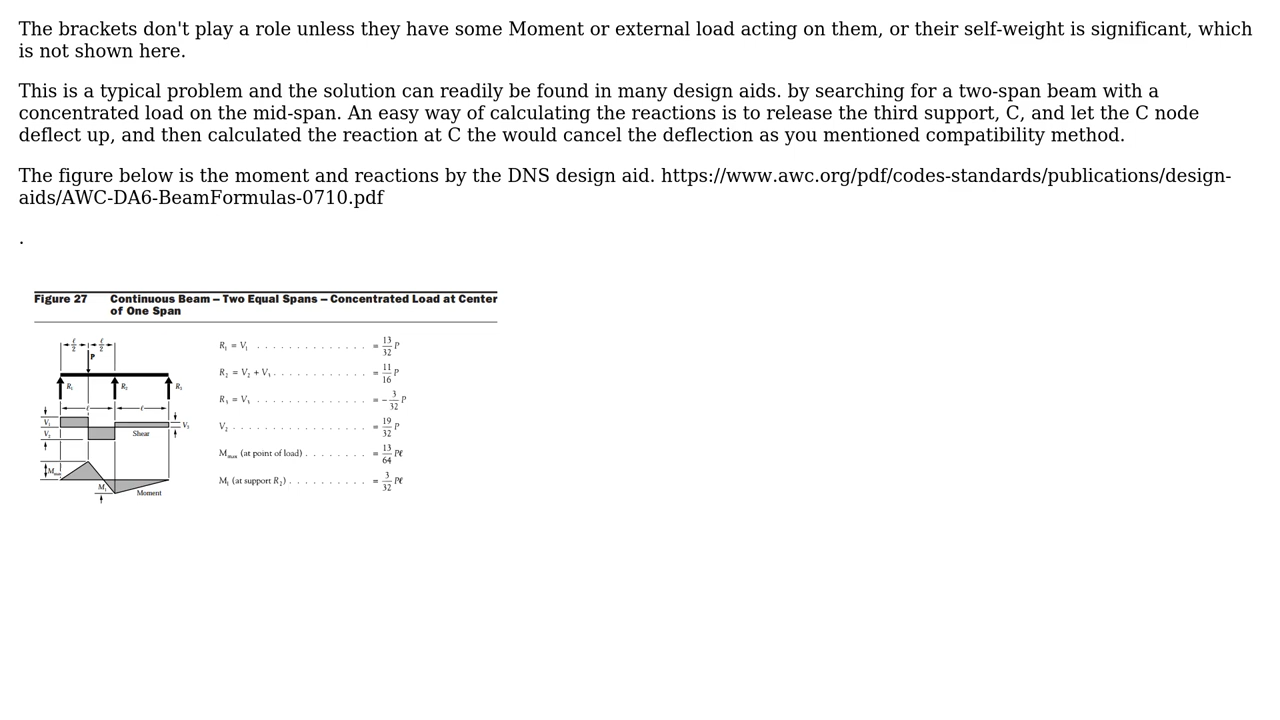 The brackets don't play a role unless they have some Moment or external load acting on them, or their self-weight is significant, which
is not shown here.
This is a typical problem and the solution can readily be found in many design aids. by searching for a two-span beam with a
concentrated load on the mid-span. An easy way of calculating the reactions is to release the third support, C, and let the C node
deflect up, and then calculated the reaction at C the would cancel the deflection as you mentioned compatibility method.
The figure below is the moment and reactions by the DNS design aid. https://www.awc.org/pdf/codes-standards/publications/design-
aids/AWC-DA6-BeamFormulas-0710.pdf
.
Figure 27 Continuous Beam – Two Equal Spans – Concentrated Load at Center
of One Span
ℓ/2 ℓ/2
P
R₁ R₂ R₃
ℓ ℓ
V₁
V₂
V₃
Shear
Mmax
M₁
Moment
R₁ = V₁ . . . . . . . . . . . . . . = 13/32 P
R₂ = V₂ + V₃ . . . . . . . . . . . . = 11/16 P
R₃ = V₃ . . . . . . . . . . . . . . = – 3/32 P
V₂ . . . . . . . . . . . . . . . . . = 19/32 P
Mmax (at point of load) . . . . . . . . = 13/64 Pℓ
M₁ (at support R₂) . . . . . . . . . . = 3/32 Pℓ